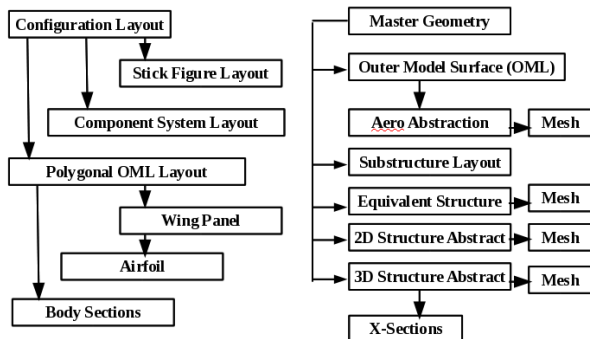 Configuration Layout
Stick Figure Layout
Component System Layout
Polygonal OML Layout
Wing Panel
Airfoil
Body Sections
Master Geometry
Outer Model Surface (OML)
Aero Abstraction
Mesh
Substructure Layout
Equivalent Structure
Mesh
2D Structure Abstract
Mesh
3D Structure Abstract
Mesh
X-Sections